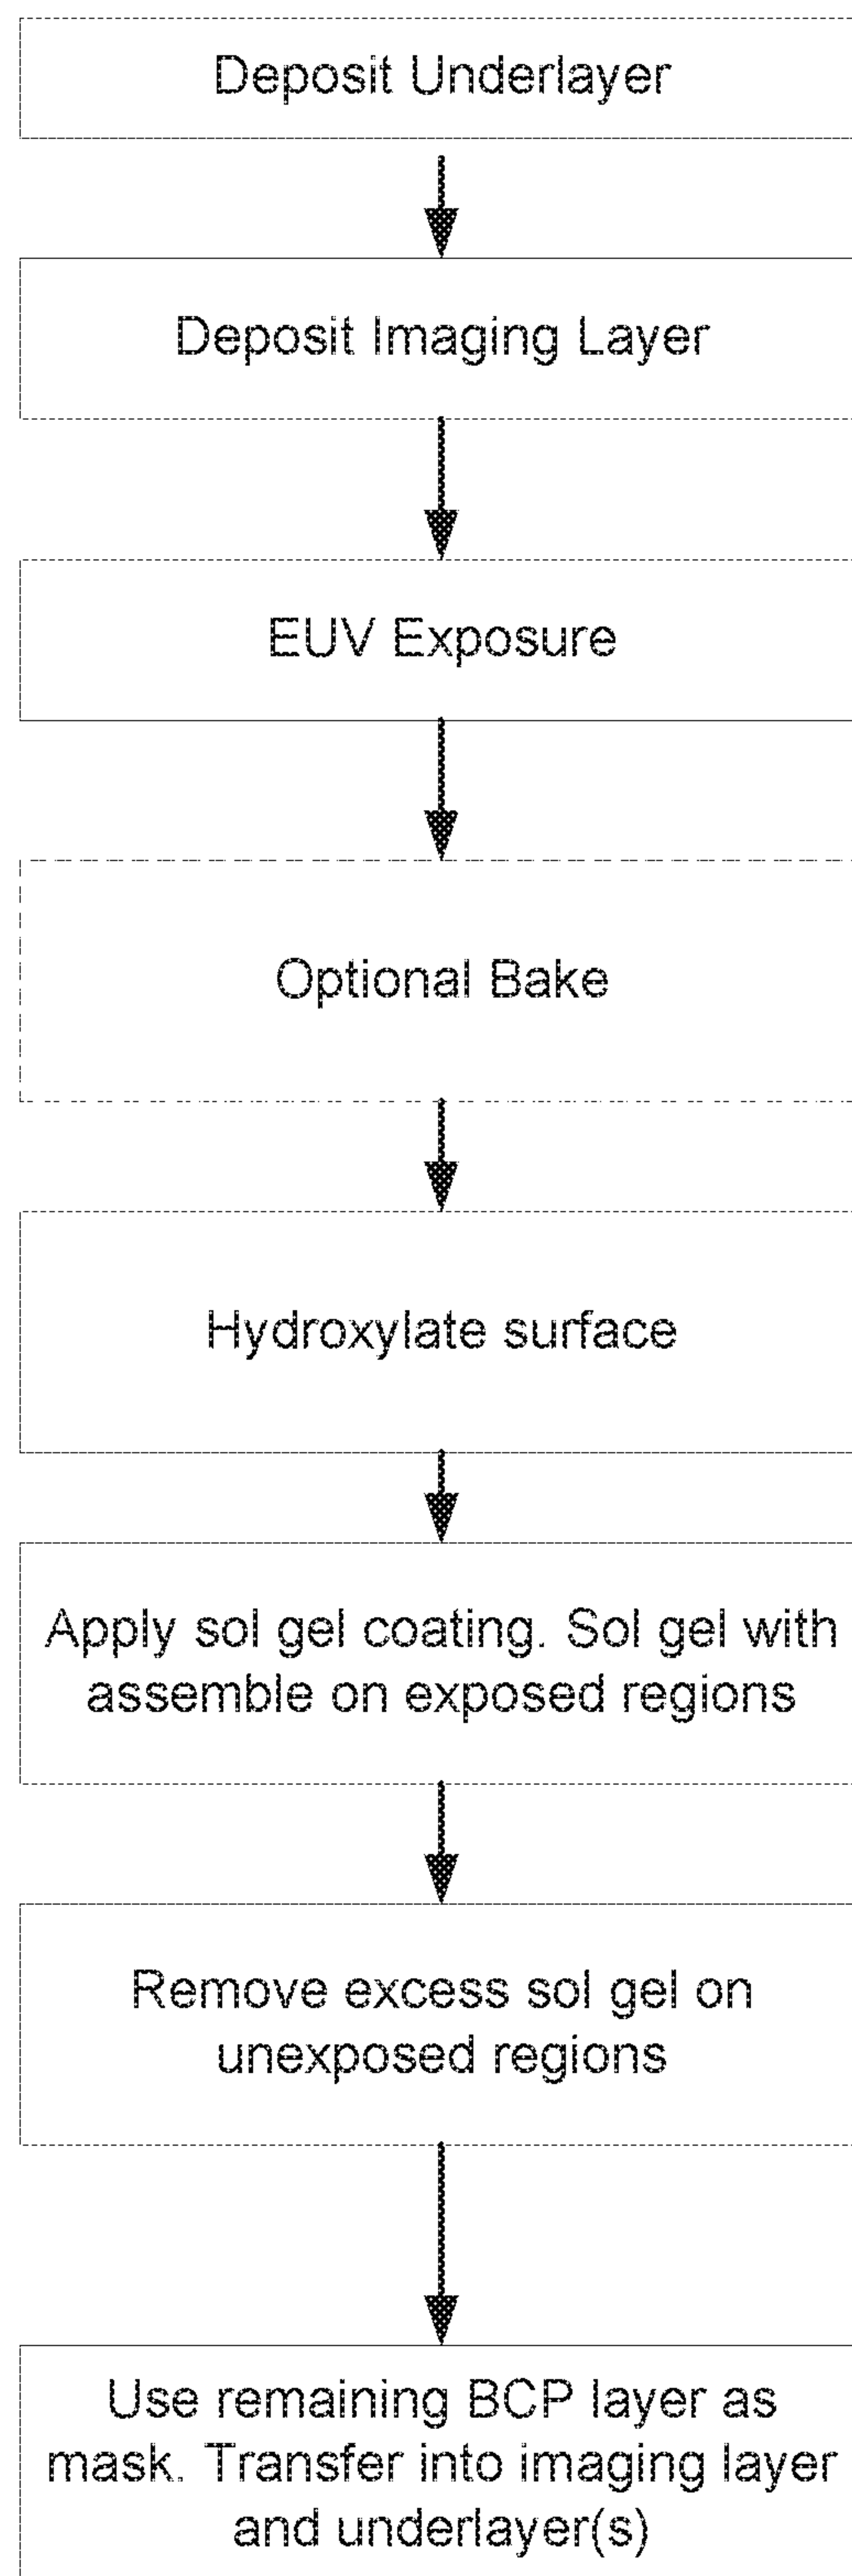 Deposit Underlayer
Deposit Imaging Layer
EUV Exposure
Optional Bake
Hydroxylate surface
Apply sol gel coating. Sol gel with
assemble on exposed regions
Remove excess sol gel on
unexposed regions
Use remaining BCP layer as
mask. Transfer into imaging layer
and underlayer(s)